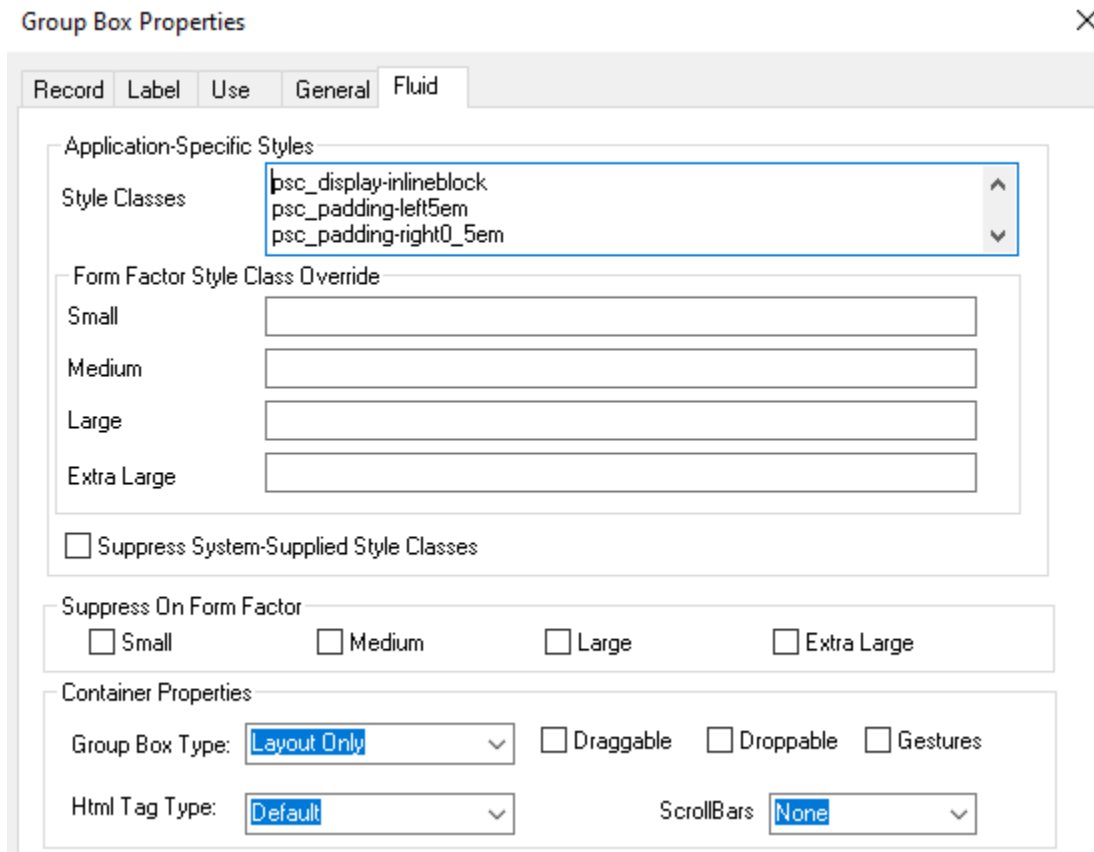 Group Box Properties
Record Label Use General Fluid
Application-Specific Styles
Style Classes
psc_display-inlineblock
psc_padding-left5em
psc_padding-right0_5em
Form Factor Style Class Override
Small
Medium
Large
Extra Large
Suppress System-Supplied Style Classes
Suppress On Form Factor
Small Medium Large Extra Large
Container Properties
Group Box Type: Layout Only Draggable Droppable Gestures
Html Tag Type: Default ScrollBars None